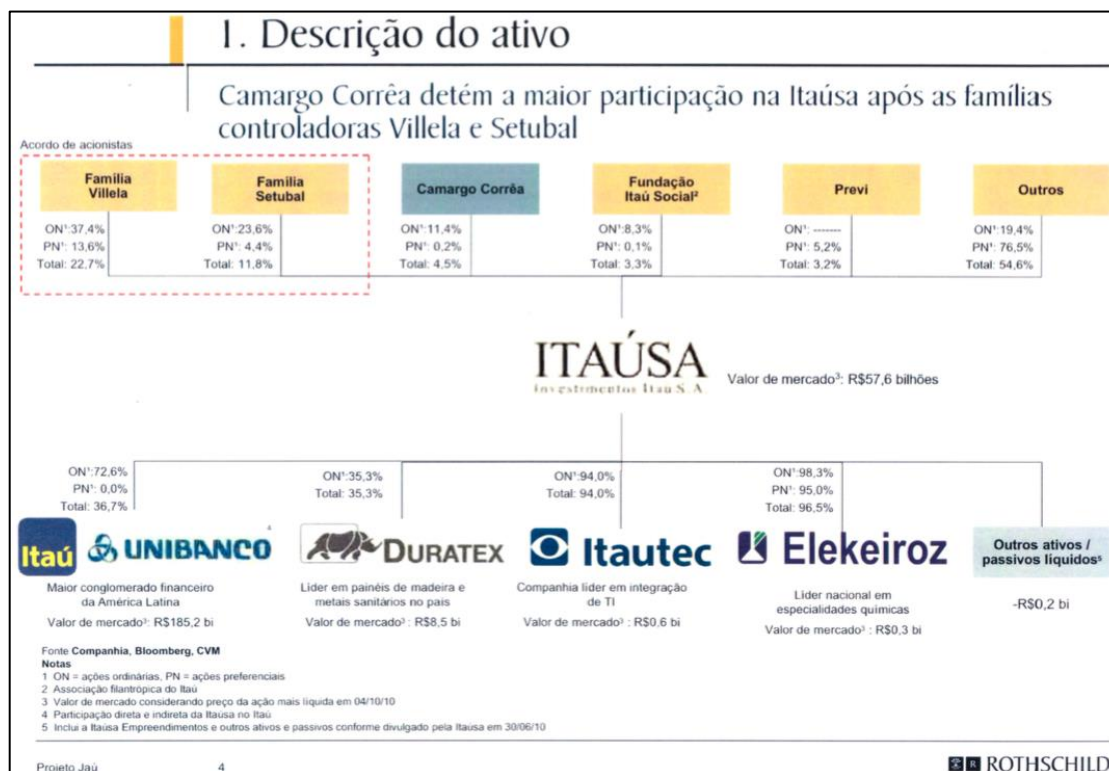 1. Descrição do ativo
Camargo Corrêa detém a maior participação na Itaúsa após as famílias
controladoras Villela e Setubal
Acordo de acionistas
Família
Villela
ON¹:37,4%
PN¹: 13,6%
Total: 22,7%
Família
Setubal
ON¹:23,6%
PN¹: 4,4%
Total: 11,8%
Camargo Corrêa
ON¹:11,4%
PN¹: 0,2%
Total: 4,5%
Fundação
Itaú Social²
ON¹:8,3%
PN¹: 0,1%
Total: 3,3%
Previ
ON¹: -------
PN¹: 5,2%
Total: 3,2%
Outros
ON¹:19,4%
PN¹: 76,5%
Total: 54,6%
ITAÚSA
Investimentos Itaú S.A.
Valor de mercado³: R$57,6 bilhões
ON¹:72,6%
PN¹: 0,0%
Total: 36,7%
Itaú UNIBANCO ⁴
Maior conglomerado financeiro
da América Latina
Valor de mercado³: R$185,2 bi
ON¹:35,3%
Total: 35,3%
DURATEX
Líder em painéis de madeira e
metais sanitários no país
Valor de mercado³ : R$8,5 bi
ON¹:94,0%
Total: 94,0%
Itautec
Companhia líder em integração
de TI
Valor de mercado³ : R$0,6 bi
ON¹:98,3%
PN¹: 95,0%
Total: 96,5%
Elekeiroz
Líder nacional em
especialidades químicas
Valor de mercado³ : R$0,3 bi
Outros ativos /
passivos líquidos⁵
-R$0,2 bi
Fonte Companhia, Bloomberg, CVM
Notas
1 ON = ações ordinárias, PN = ações preferenciais
2 Associação filantrópica do Itaú
3 Valor de mercado considerando preço da ação mais líquida em 04/10/10
4 Participação direta e indireta da Itaúsa no Itaú
5 Inclui a Itaúsa Empreendimentos e outros ativos e passivos conforme divulgado pela Itaúsa em 30/06/10
Projeto Jaú 4
R ROTHSCHILD